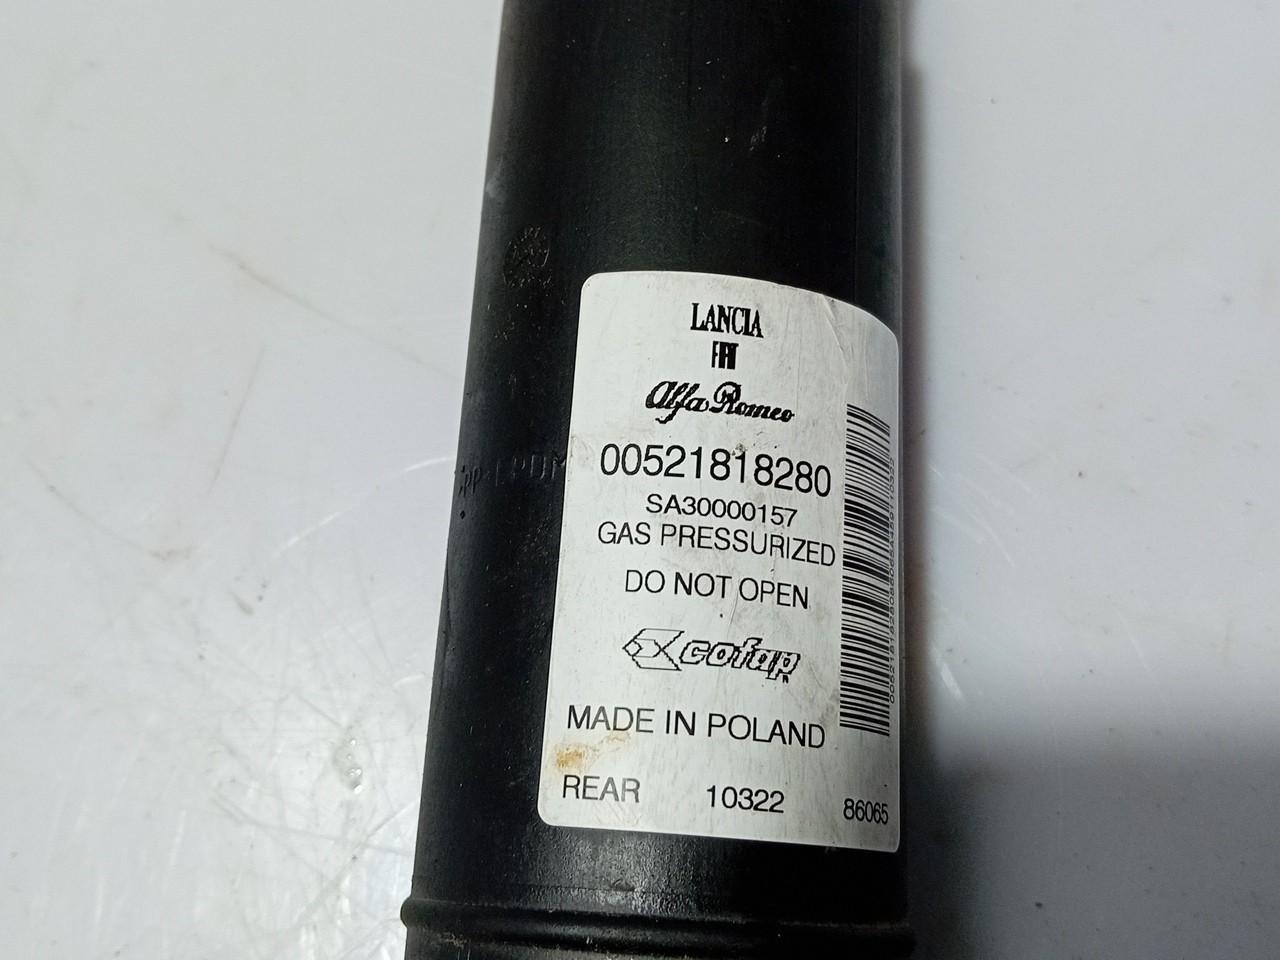 LANCIA
FIAT
Alfa Romeo
00521818280
SA30000157
GAS PRESSURIZED
DO NOT OPEN
cofap
MADE IN POLAND
REAR 10322 86065